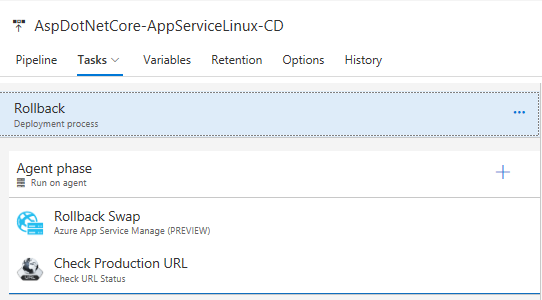 AspDotNetCore-AppServiceLinux-CD
Pipeline Tasks Variables Retention Options History
Rollback
Deployment process
Agent phase
Run on agent
Rollback Swap
Azure App Service Manage (PREVIEW)
Check Production URL
Check URL Status